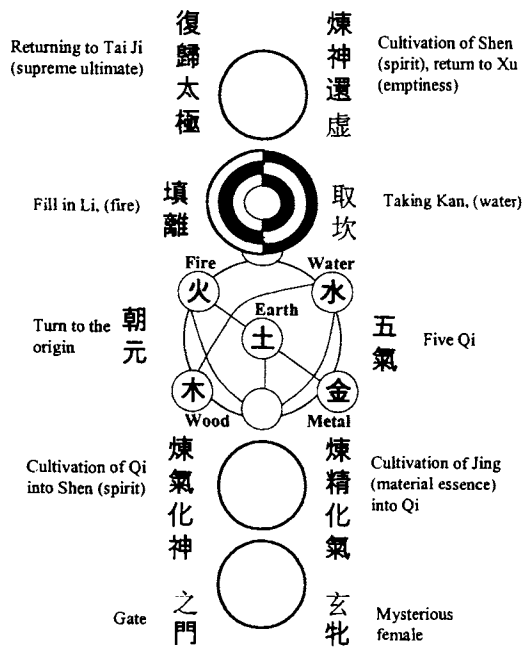 Returning to Tai Ji
(supreme ultimate)
復歸太極
煉神還虛
Cultivation of Shen
(spirit), return to Xu
(emptiness)
Fill in Li, (fire)
填離
取坎
Taking Kan, (water)
Fire
Water
火
水
Earth
土
Turn to the
origin
朝元
五氣
Five Qi
木
金
Wood
Metal
Cultivation of Qi
into Shen (spirit)
煉氣化神
煉精化氣
Cultivation of Jing
(material essence)
into Qi
Gate
之門
玄牝
Mysterious
female